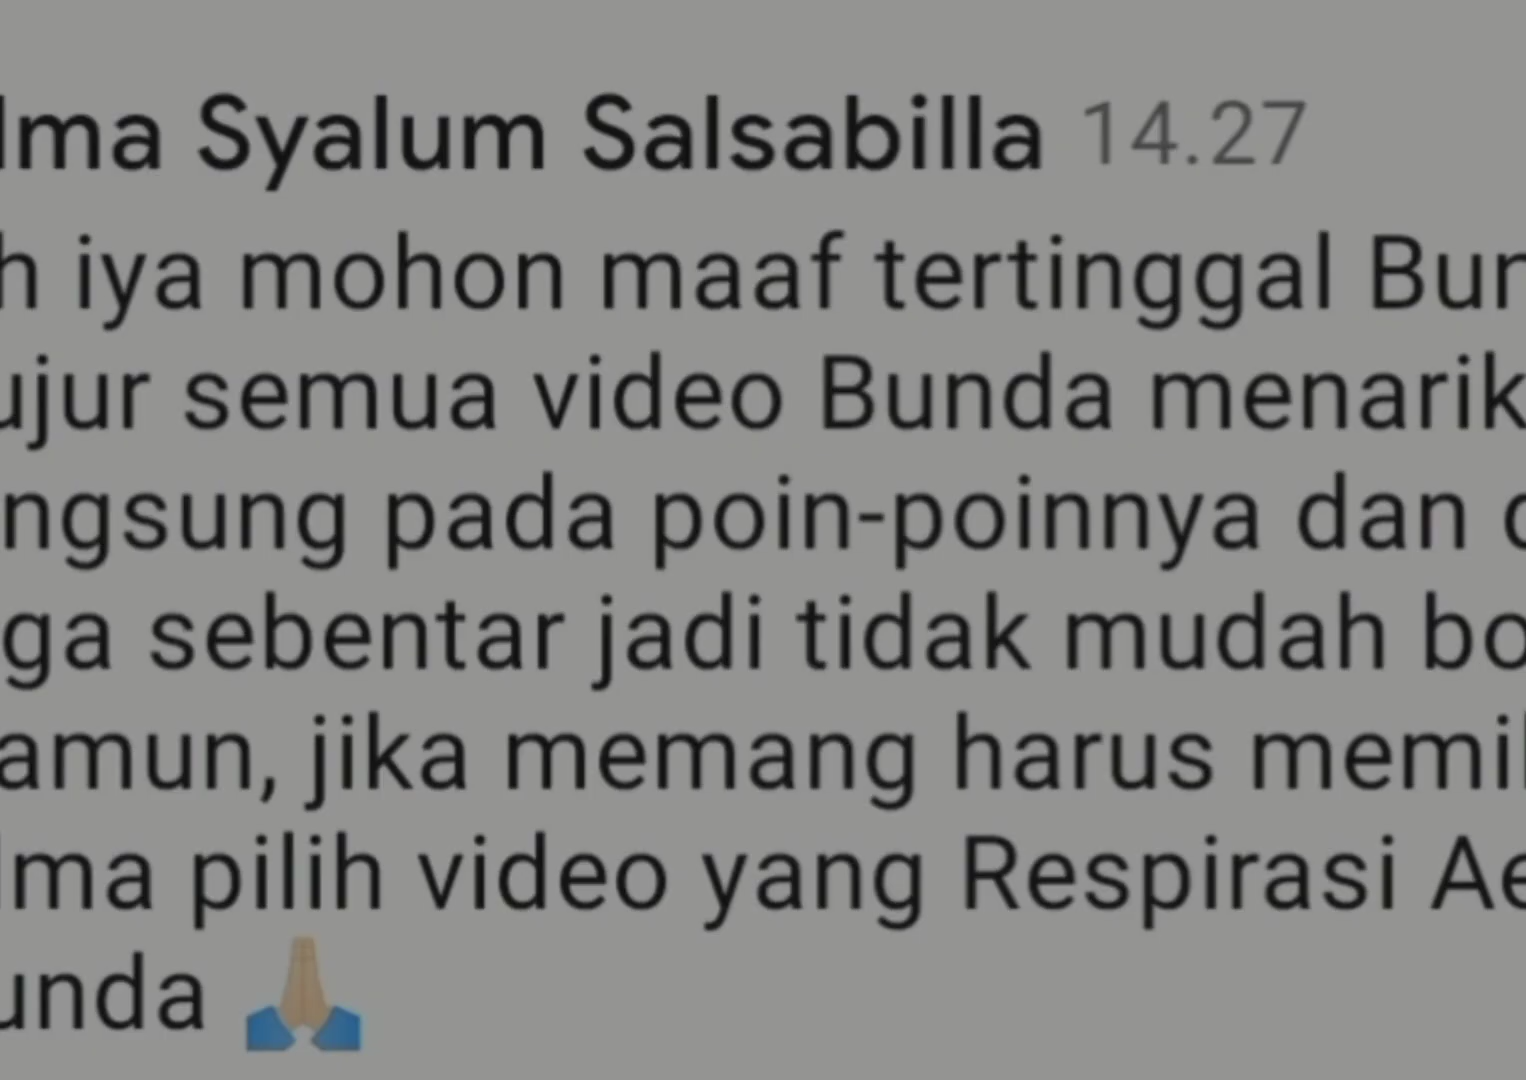 lma Syalum Salsabilla 14.27
h iya mohon maaf tertinggal Bun
ujur semua video Bunda menarik
ngsung pada poin-poinnya dan
ga sebentar jadi tidak mudah bo
amun, jika memang harus memil
lma pilih video yang Respirasi Ae
unda 🙏🏼